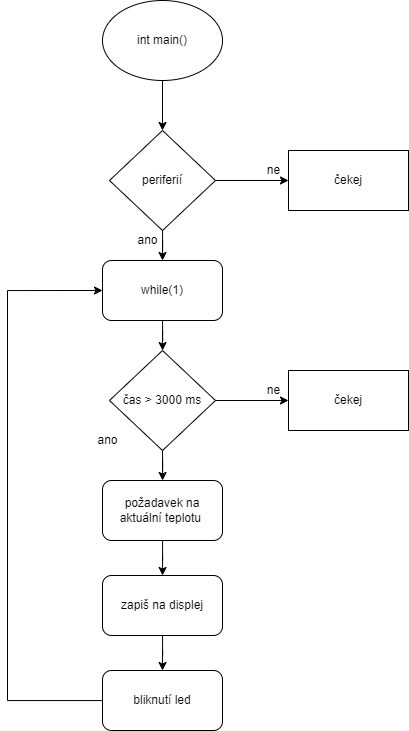 int main()
periferií
ne
čekej
ano
while(1)
čas > 3000 ms
ne
čekej
ano
požadavek na
aktuální teplotu
zapiš na displej
bliknutí led